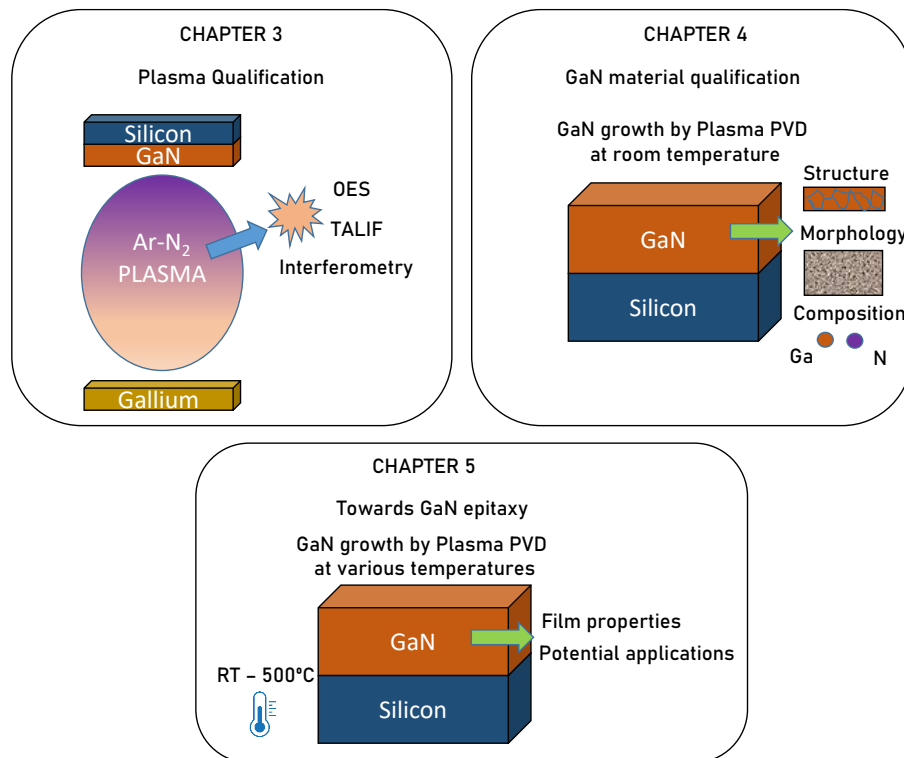 CHAPTER 3
Plasma Qualification
Silicon
GaN
Ar-N₂
PLASMA
OES
TALIF
Interferometry
Gallium
CHAPTER 4
GaN material qualification
GaN growth by Plasma PVD
at room temperature
GaN
Silicon
Structure
Morphology
Composition
Ga
N
CHAPTER 5
Towards GaN epitaxy
GaN growth by Plasma PVD
at various temperatures
RT – 500°C
GaN
Silicon
Film properties
Potential applications